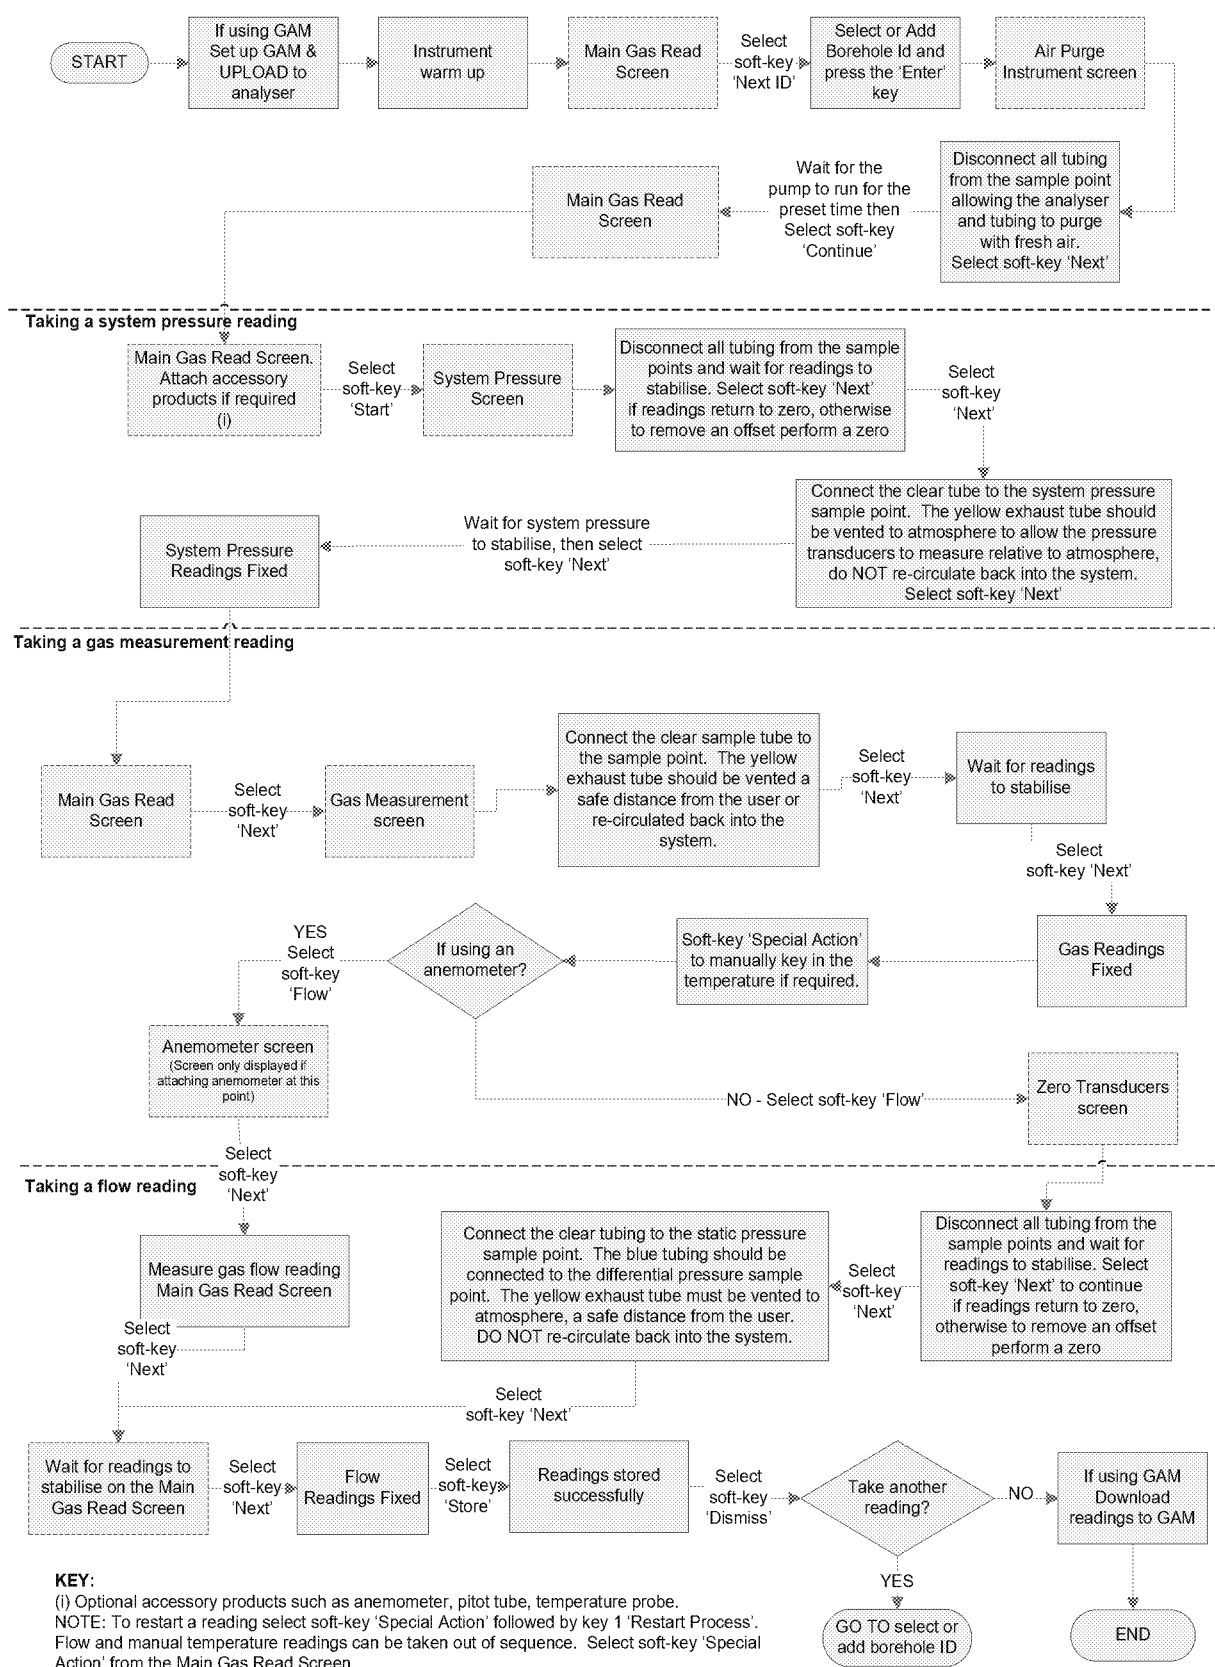 START
If using GAM
Set up GAM &
UPLOAD to
analyser
Instrument
warm up
Main Gas Read
Screen
Select
soft-key
'Next ID'
Select or Add
Borehole Id and
press the 'Enter'
key
Air Purge
Instrument screen
Disconnect all tubing
from the sample point
allowing the analyser
and tubing to purge
with fresh air.
Select soft-key 'Next'
Wait for the
pump to run for the
preset time then
Select soft-key
'Continue'
Main Gas Read
Screen
Taking a system pressure reading
Main Gas Read Screen.
Attach accessory
products if required
(i)
Select
soft-key
'Start'
System Pressure
Screen
Disconnect all tubing from the sample
points and wait for readings to
stabilise. Select soft-key 'Next'
if readings return to zero, otherwise
to remove an offset perform a zero
Select
soft-key
'Next'
Connect the clear tube to the system pressure
sample point. The yellow exhaust tube should
be vented to atmosphere to allow the pressure
transducers to measure relative to atmosphere,
do NOT re-circulate back into the system.
Select soft-key 'Next'
Wait for system pressure
to stabilise, then select
soft-key 'Next'
System Pressure
Readings Fixed
Taking a gas measurement reading
Main Gas Read
Screen
Select
soft-key
'Next'
Gas Measurement
screen
Connect the clear sample tube to
the sample point. The yellow
exhaust tube should be vented a
safe distance from the user or
re-circulated back into the
system.
Select
soft-key
'Next'
Wait for readings
to stabilise
Select
soft-key 'Next'
Gas Readings
Fixed
Soft-key 'Special Action'
to manually key in the
temperature if required.
If using an
anemometer?
YES
Select
soft-key
'Flow'
Anemometer screen
(Screen only displayed if
attaching anemometer at this
point)
NO - Select soft-key 'Flow'
Zero Transducers
screen
Select
soft-key
'Next'
Taking a flow reading
Measure gas flow reading
Main Gas Read Screen
Select
soft-key
'Next'
Disconnect all tubing from the
sample points and wait for
readings to stabilise. Select
soft-key 'Next' to continue
if readings return to zero,
otherwise to remove an offset
perform a zero
Select
soft-key
'Next'
Connect the clear tubing to the static pressure
sample point. The blue tubing should be
connected to the differential pressure sample
point. The yellow exhaust tube must be vented to
atmosphere, a safe distance from the user.
DO NOT re-circulate back into the system.
Select
soft-key 'Next'
Wait for readings to
stabilise on the Main
Gas Read Screen
Select
soft-key
'Next'
Flow
Readings Fixed
Select
soft-key
'Store'
Readings stored
successfully
Select
soft-key
'Dismiss'
Take another
reading?
NO
If using GAM
Download
readings to GAM
YES
GO TO select or
add borehole ID
END
KEY:
(i) Optional accessory products such as anemometer, pitot tube, temperature probe.
NOTE: To restart a reading select soft-key 'Special Action' followed by key 1 'Restart Process'.
Flow and manual temperature readings can be taken out of sequence. Select soft-key 'Special
Action' from the Main Gas Read Screen